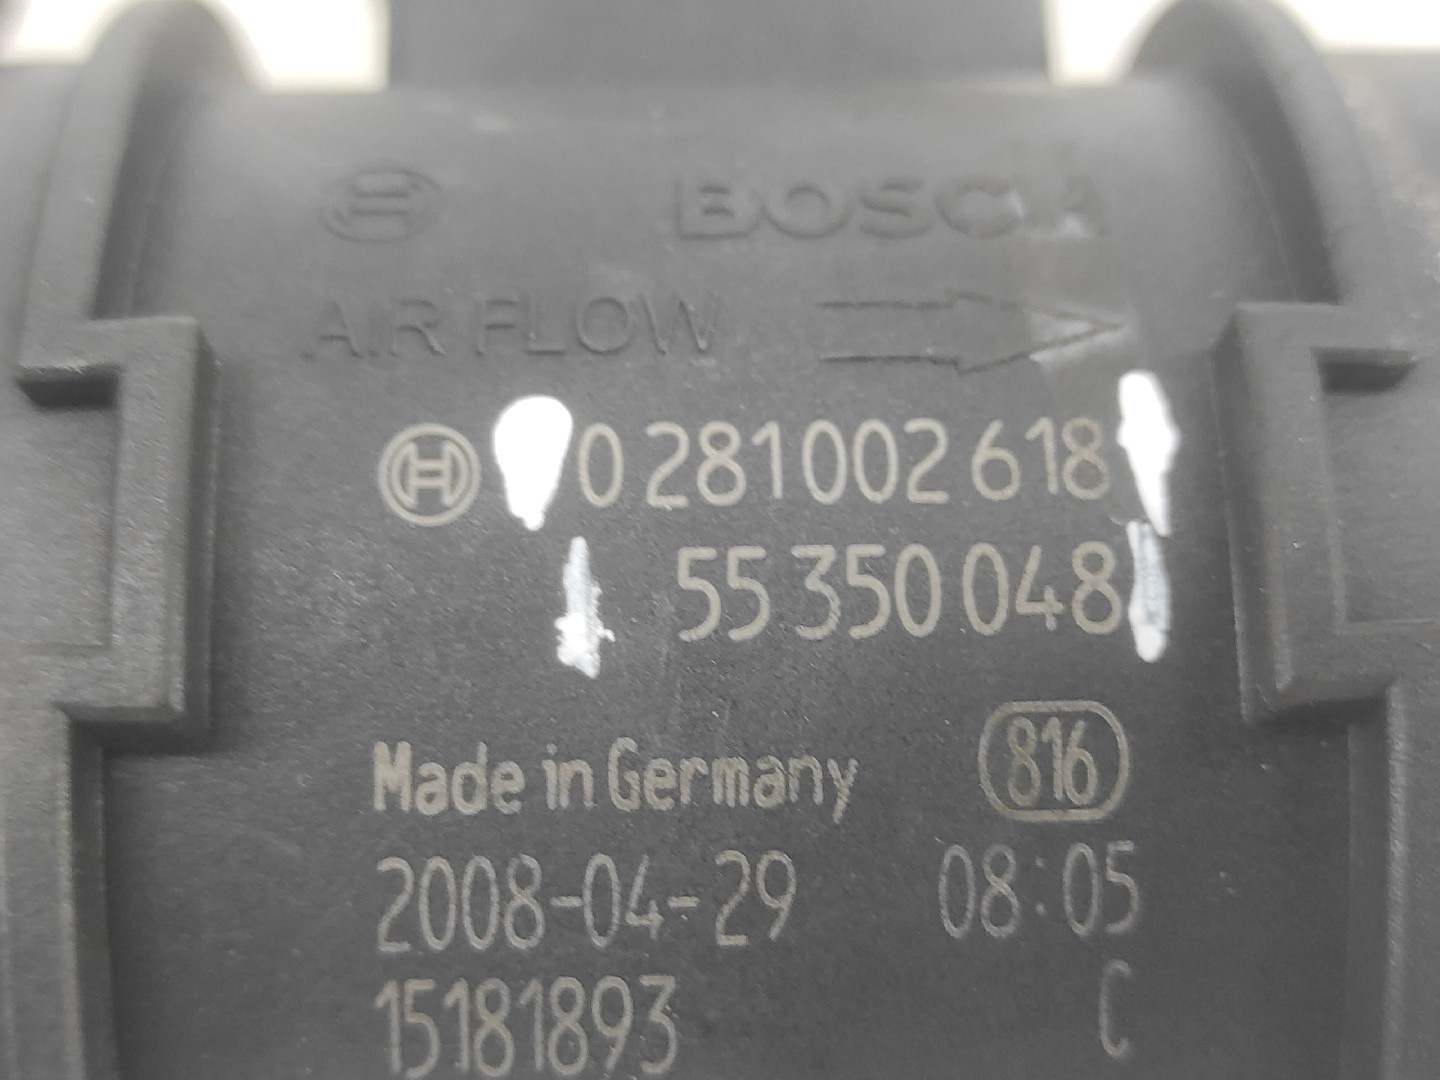 BOSCH
AIR FLOW
0 281 002 618
55 350 048
Made in Germany 816
2008-04-29 08:05
15181893 C